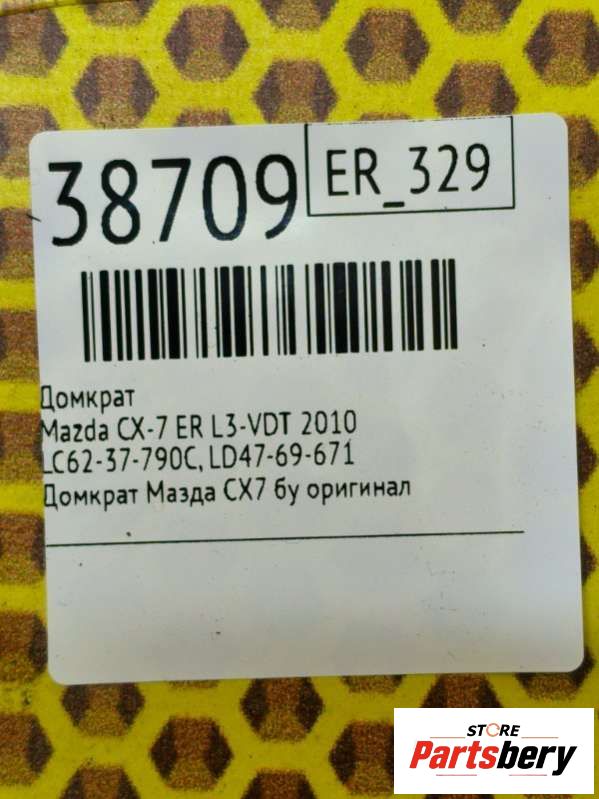 38709
ER_329
Домкрат
Mazda CX-7 ER L3-VDT 2010
LC62-37-790C, LD47-69-671
Домкрат Мазда СХ7 бу оригинал
STORE
Partsbery